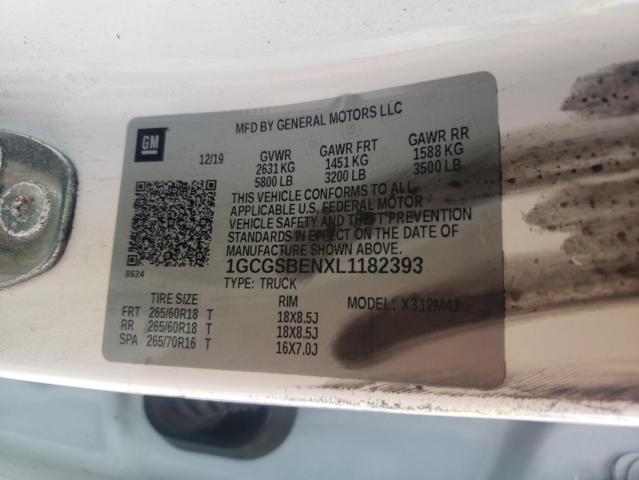 GM
MFD BY GENERAL MOTORS LLC
12/19 GVWR GAWR FRT GAWR RR
2631 KG 1451 KG 1588 KG
5800 LB 3200 LB 3500 LB
THIS VEHICLE CONFORMS TO ALL
APPLICABLE U.S. FEDERAL MOTOR
VEHICLE SAFETY AND THEFT PREVENTION
STANDARDS IN EFFECT ON THE DATE OF
MANUFACTURE SHOWN ABOVE.
8624 1GCGSBENXL1182393
TYPE: TRUCK
TIRE SIZE RIM MODEL: X312M43
FRT 265/60R18 T 18X8.5J
RR 265/60R18 T 18X8.5J
SPA 265/70R16 T 16X7.0J